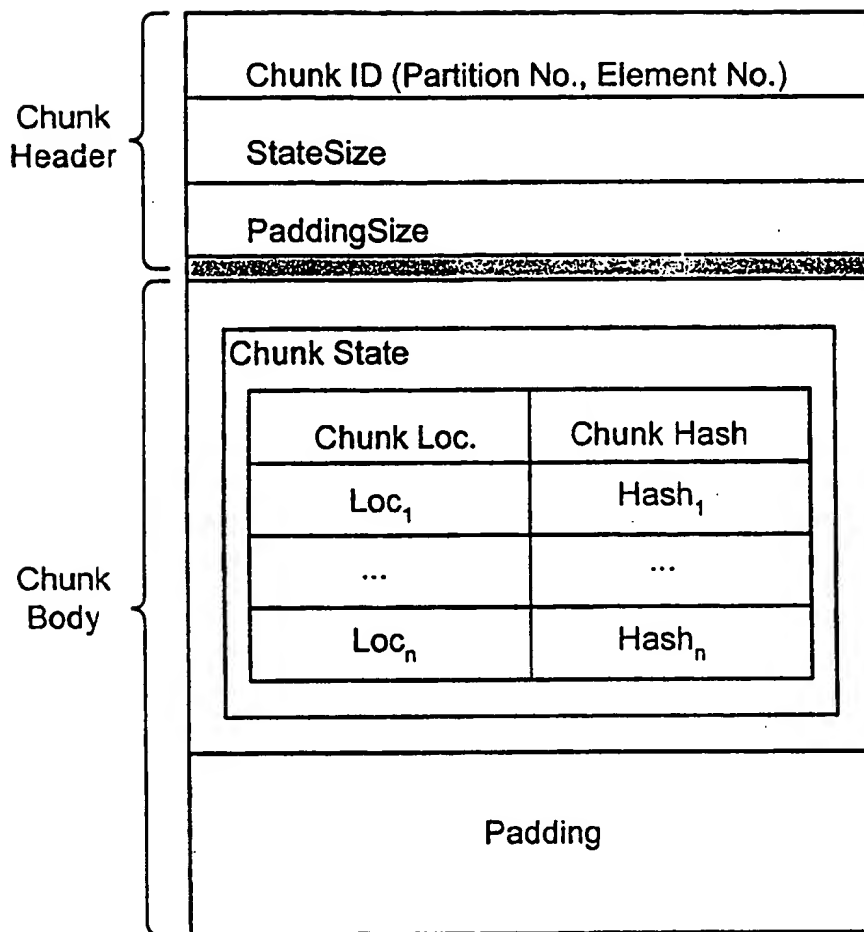 Chunk Header
Chunk ID (Partition No., Element No.)
StateSize
PaddingSize
Chunk Body
Chunk State
Chunk Loc. Chunk Hash
Loc₁ Hash₁
... ...
Locₙ Hashₙ
Padding